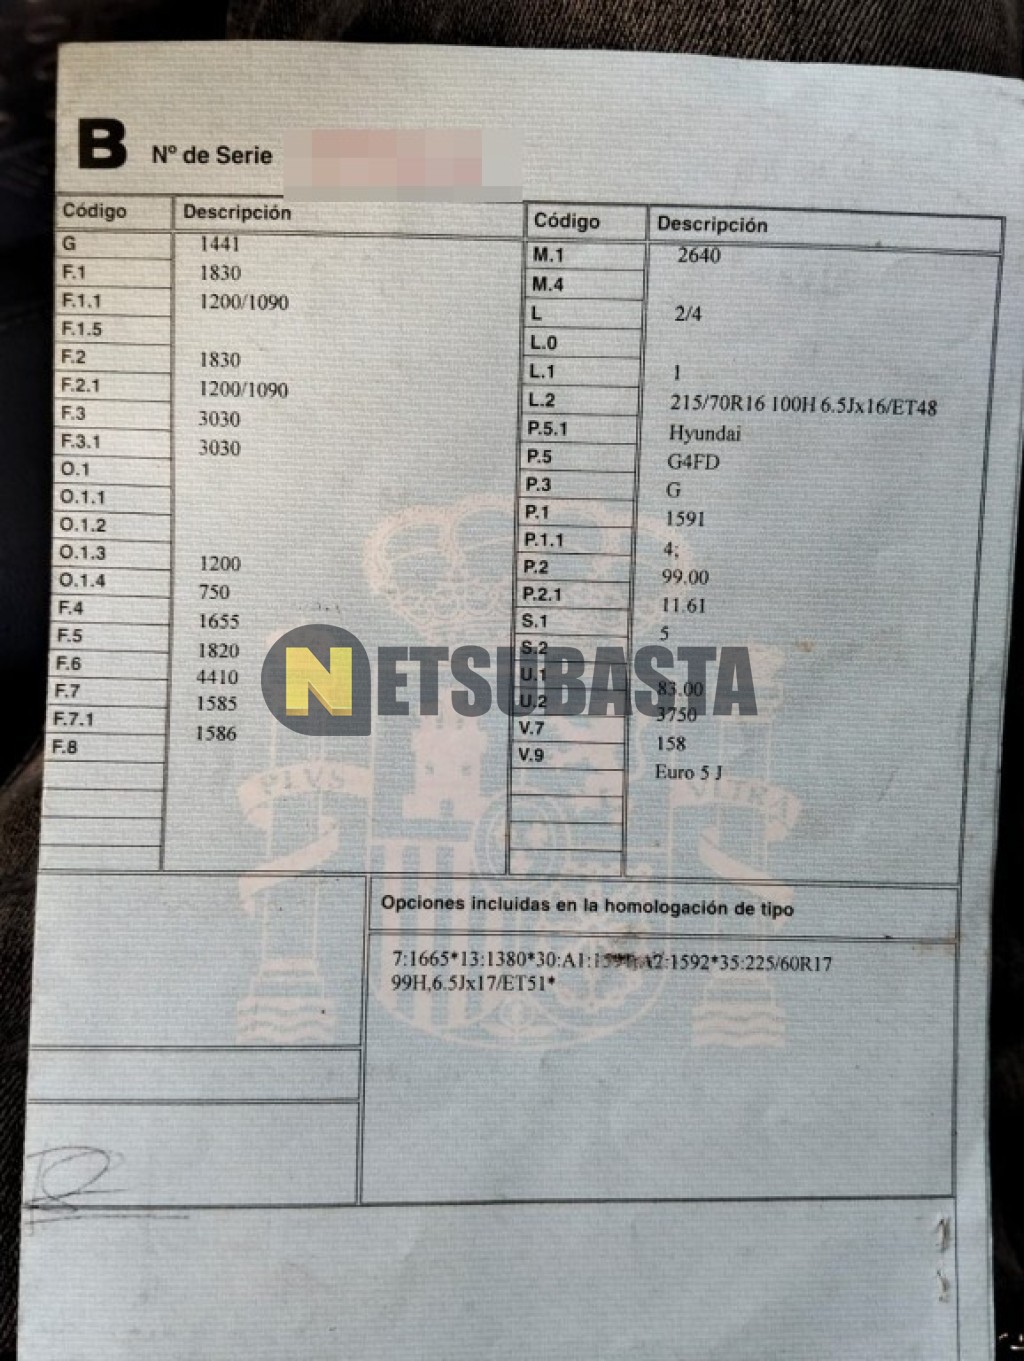 B Nº de Serie
Código Descripción
G 1441
F.1 1830
F.1.1 1200/1090
F.1.5
F.2 1830
F.2.1 1200/1090
F.3 3030
F.3.1 3030
O.1
O.1.1
O.1.2
O.1.3 1200
O.1.4 750
F.4 1655
F.5 1820
F.6 4410
F.7 1585
F.7.1 1586
F.8
Código Descripción
M.1 2640
M.4
L 2/4
L.0
L.1 1
L.2 215/70R16 100H 6.5Jx16/ET48
P.5.1 Hyundai
P.5 G4FD
P.3 G
P.1 1591
P.1.1 4;
P.2 99.00
P.2.1 11.61
S.1 5
S.2
U.1 83.00
U.2 3750
V.7 158
V.9 Euro 5 J
NETSUBASTA
PLVS VLTRA
Opciones incluidas en la homologación de tipo
7:1665*13:1380*30:A1:1591;A2:1592*35:225/60R17
99H,6.5Jx17/ET51*